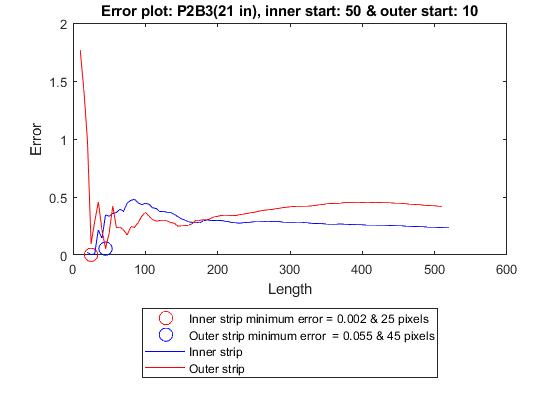 Error plot: P2B3(21 in), inner start: 50 & outer start: 10
2
1.5
1
0.5
0
Error
0 100 200 300 400 500 600
Length
Inner strip minimum error = 0.002 & 25 pixels
Outer strip minimum error = 0.055 & 45 pixels
Inner strip
Outer strip